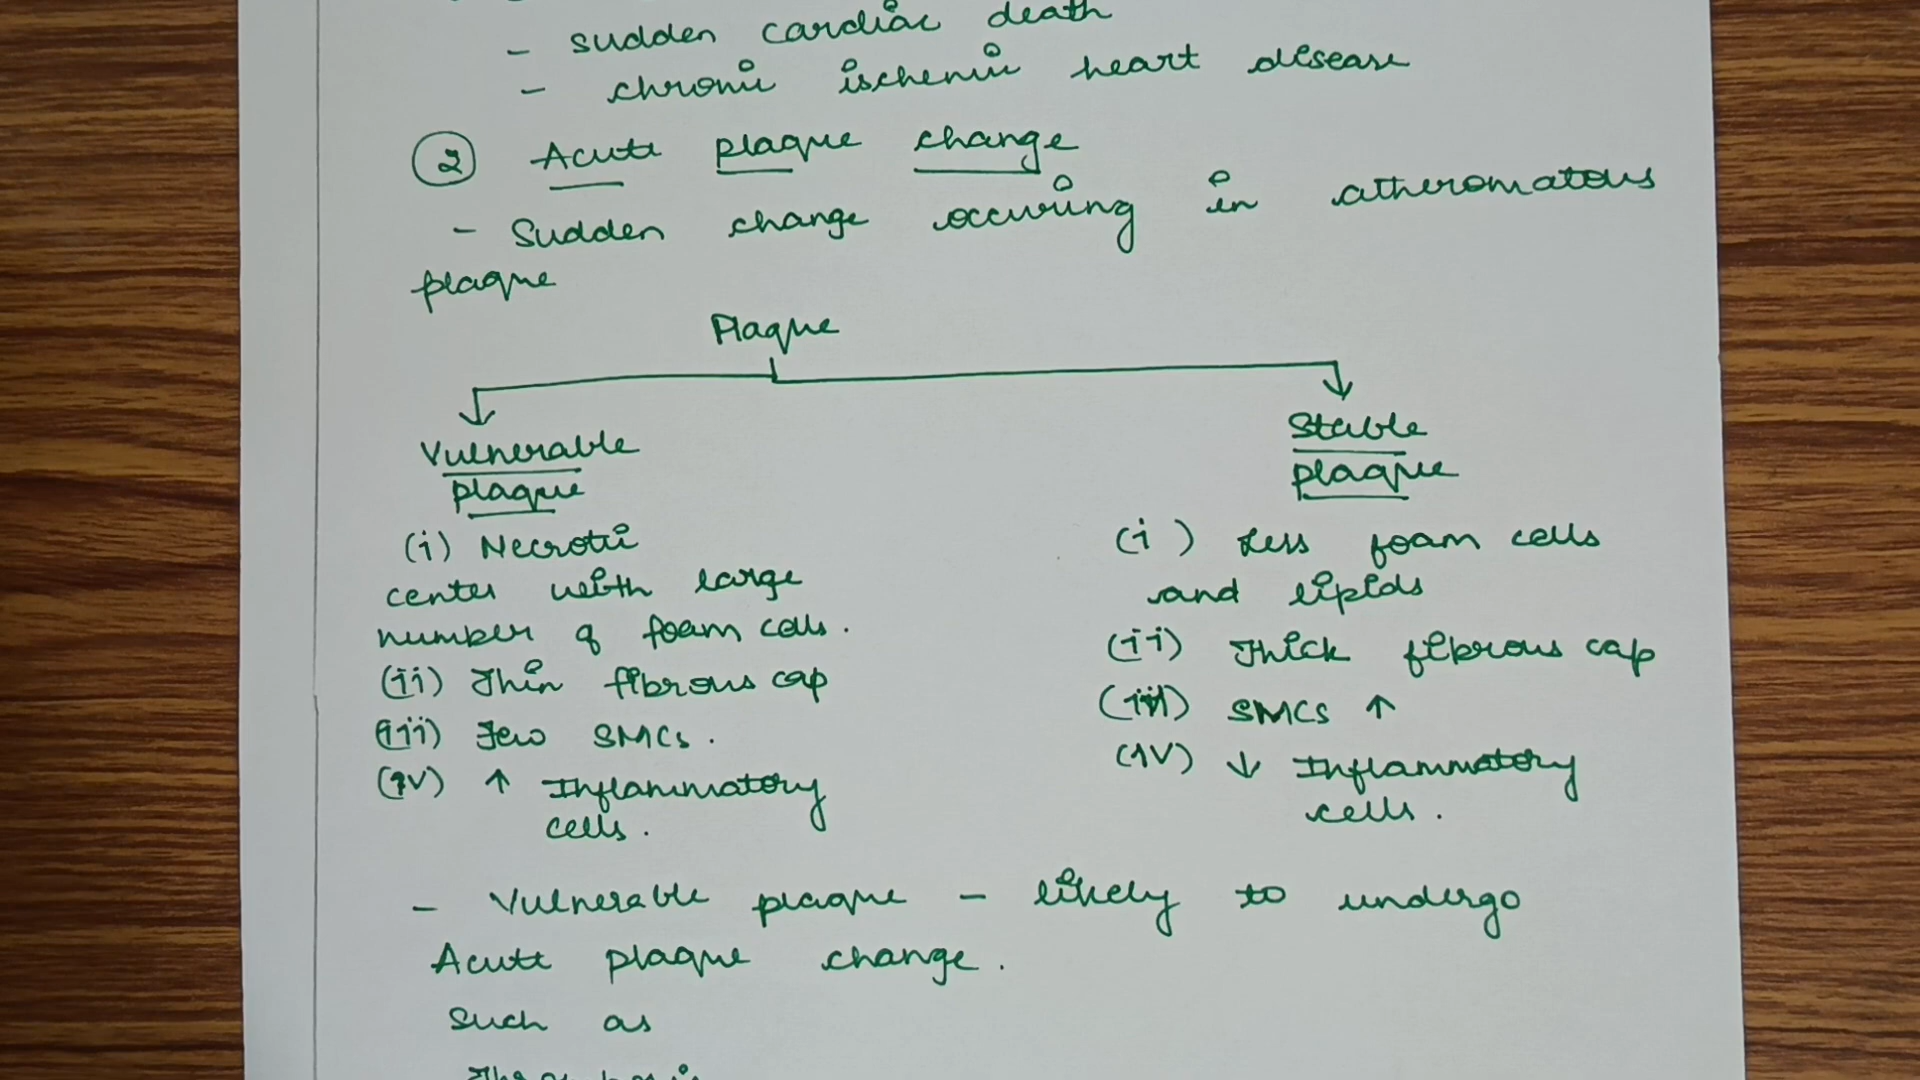 - sudden cardiac death
- chronic ischemic heart disease
② Acute plaque change
- Sudden change occuring in atheromatous
plaque
Plaque
Vulnerable
plaque
(i) Necrotic
center with large
number of foam cells.
(ii) Thin fibrous cap
(iii) Few SMCs.
(iv) ↑ Inflammatory
cells.
Stable
plaque
(i) Less foam cells
and lipids
(ii) Thick fibrous cap
(iii) SMCs ↑
(iv) ↓ Inflammatory
cells.
- Vulnerable plaque - likely to undergo
Acute plaque change.
Such as